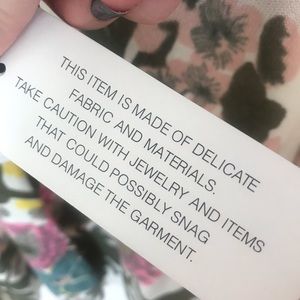 THIS ITEM IS MADE OF DELICATE
FABRIC AND MATERIALS.
TAKE CAUTION WITH JEWELRY AND ITEMS
THAT COULD POSSIBLY SNAG
AND DAMAGE THE GARMENT.